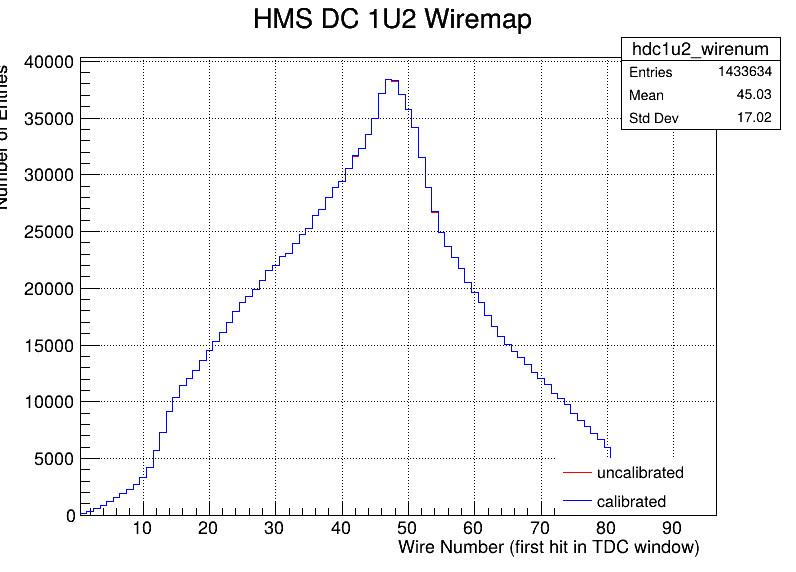 HMS DC 1U2 Wiremap
hdc1u2_wirenum
Entries 1433634
Mean 45.03
Std Dev 17.02
Number of Entries
40000
35000
30000
25000
20000
15000
10000
5000
0
10 20 30 40 50 60 70 80 90
Wire Number (first hit in TDC window)
uncalibrated
calibrated